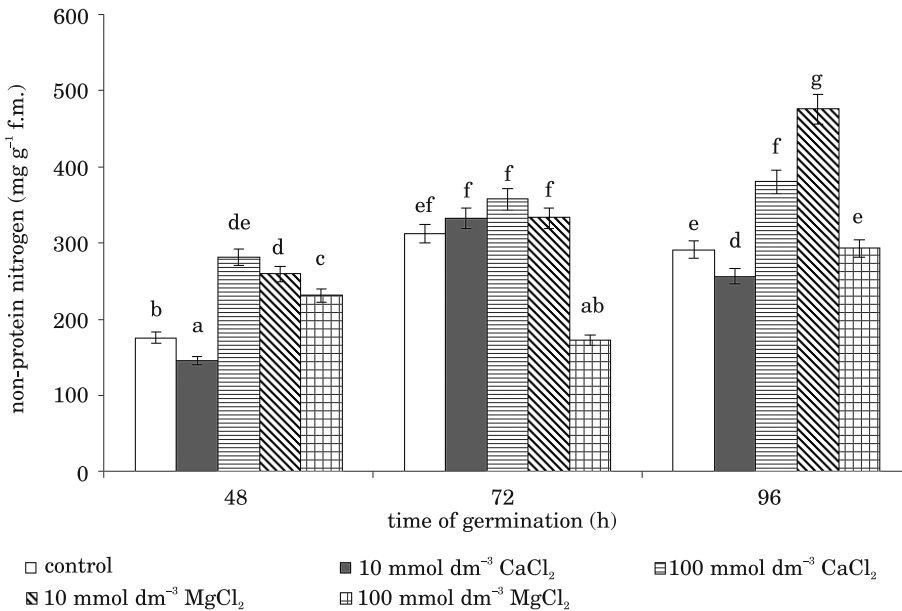 non-protein nitrogen (mg g⁻¹ f.m.)
600
500
400
300
200
100
0
b
a
de
d
c
ef
f
f
f
ab
e
d
f
g
e
48
72
96
time of germination (h)
control
10 mmol dm⁻³ CaCl₂
100 mmol dm⁻³ CaCl₂
10 mmol dm⁻³ MgCl₂
100 mmol dm⁻³ MgCl₂